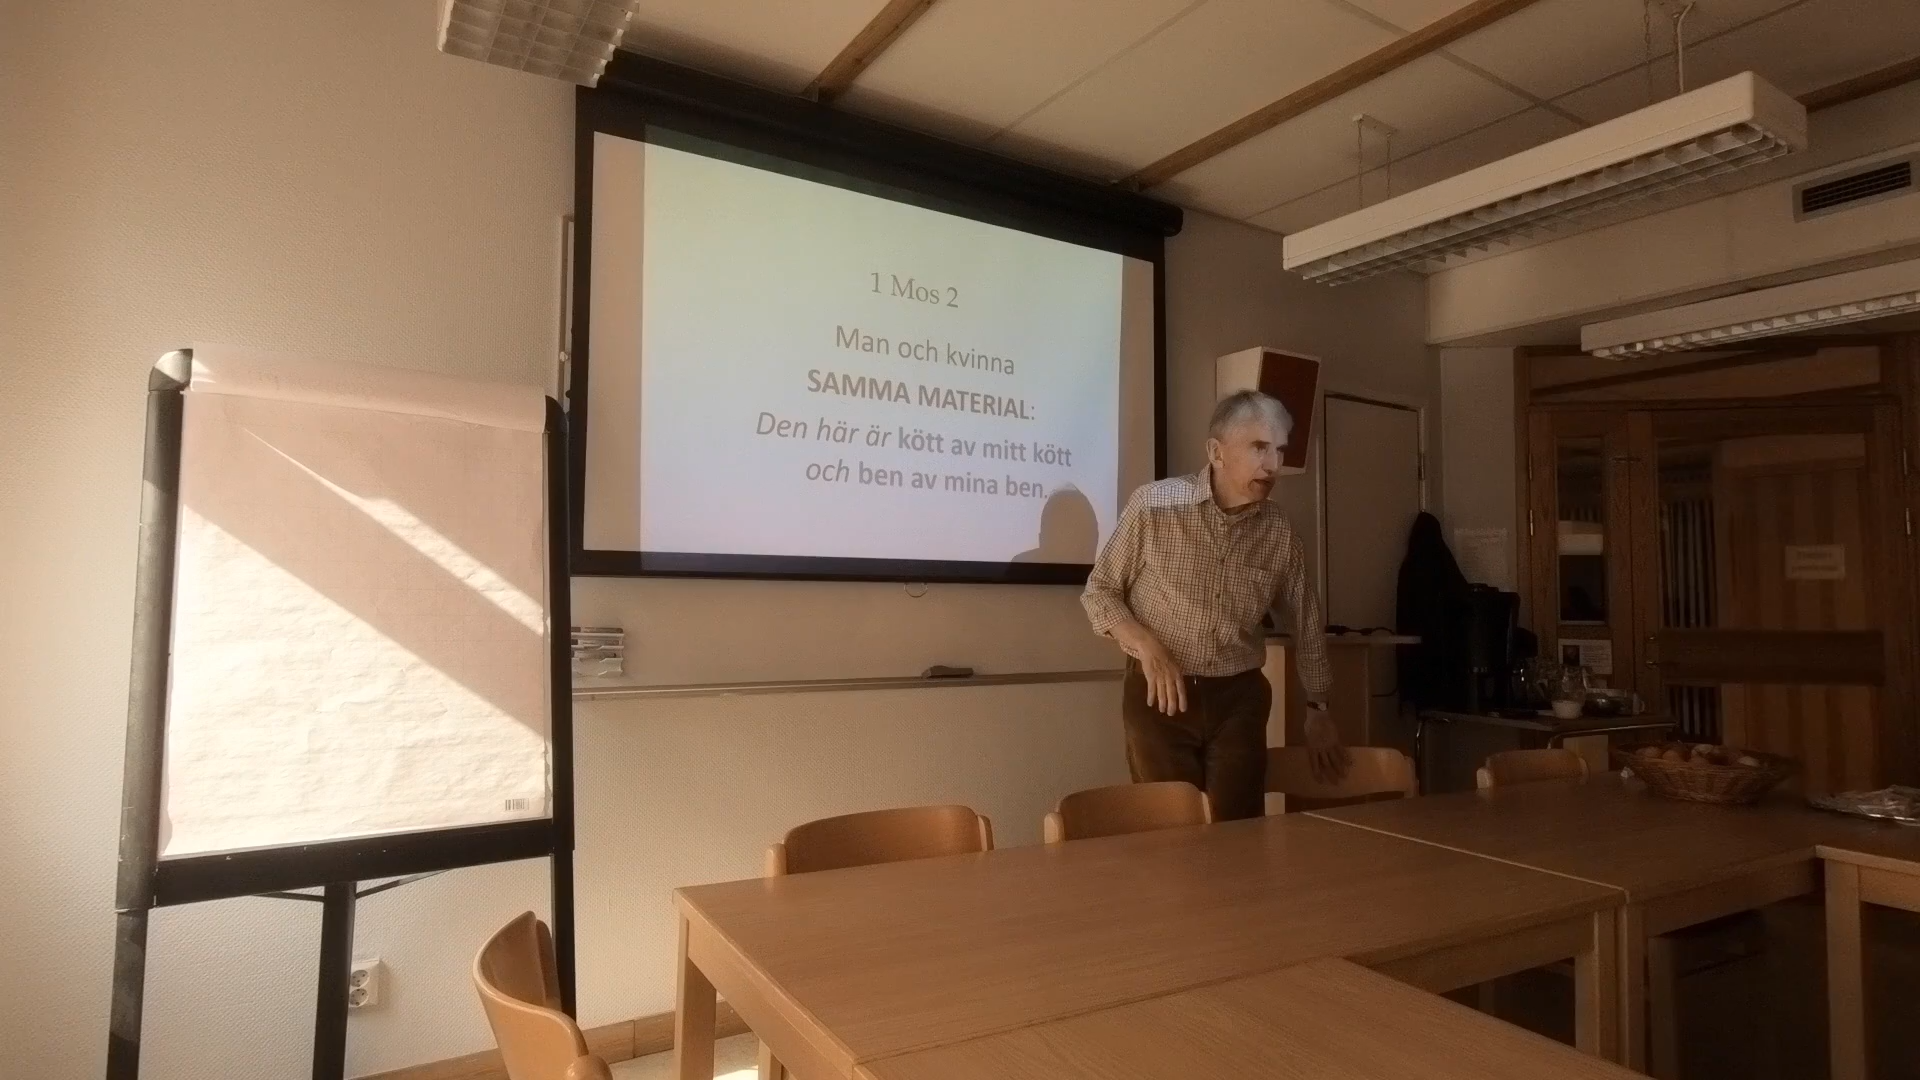 1 Mos 2
Man och kvinna
SAMMA MATERIAL:
Den här är kött av mitt kött
och ben av mina ben.